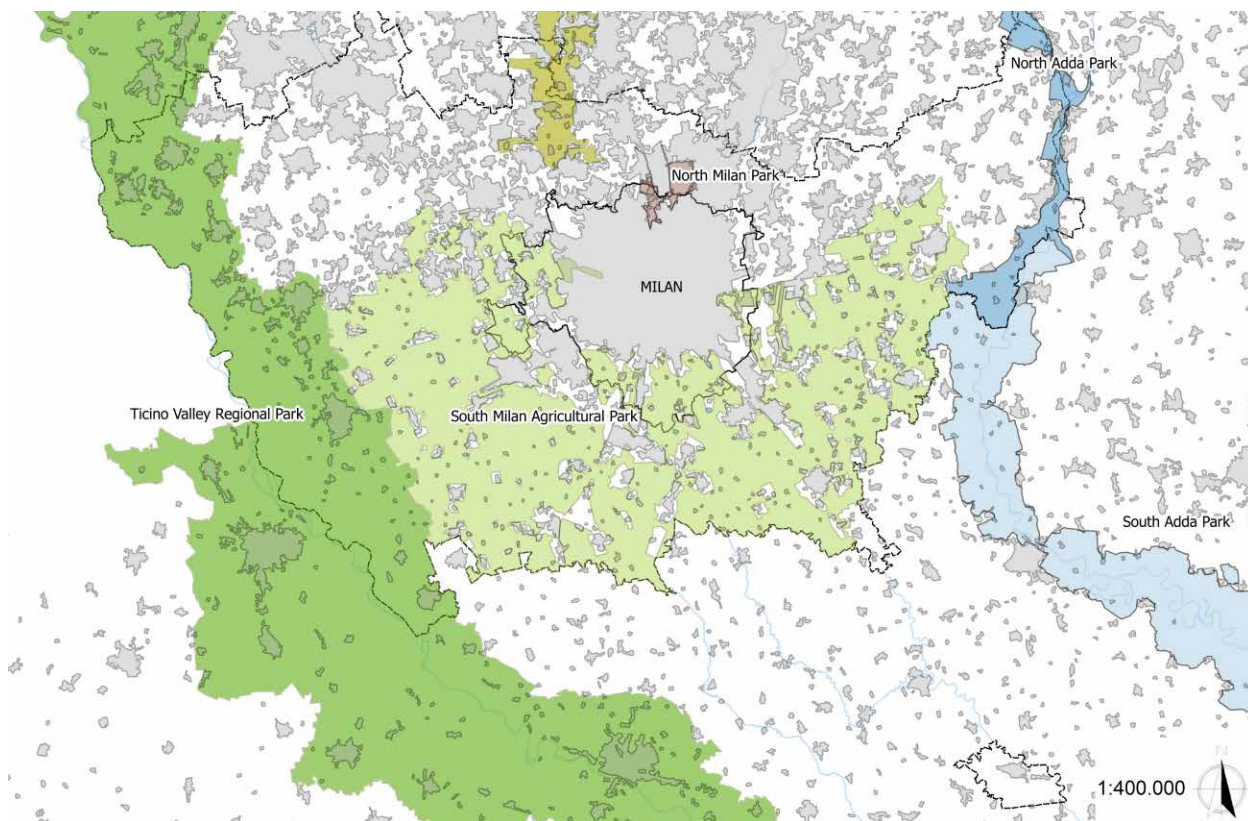 North Adda Park
North Milan Park
MILAN
Ticino Valley Regional Park
South Milan Agricultural Park
South Adda Park
N
1:400.000